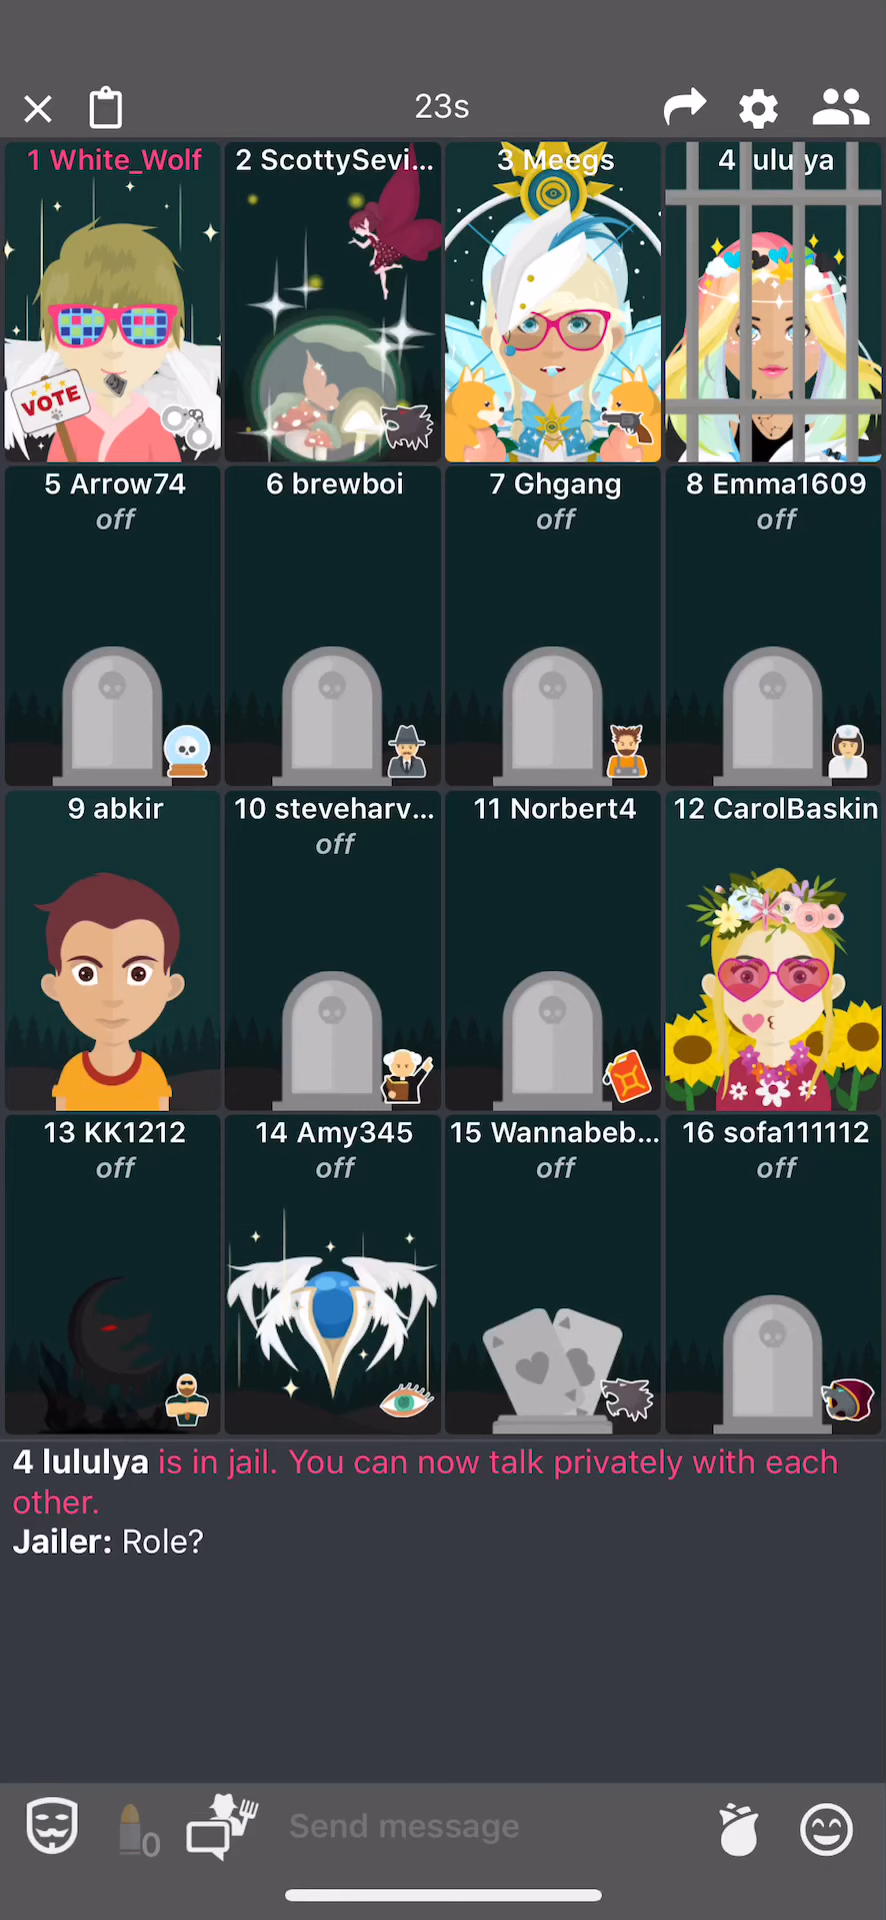 23s
1 White_Wolf
2 ScottySevi...
3 Meegs
4 lululya
VOTE
5 Arrow74
off
6 brewboi
7 Ghgang
off
8 Emma1609
off
9 abkir
10 steveharv...
off
11 Norbert4
12 CarolBaskin
13 KK1212
off
14 Amy345
off
15 Wannabeb...
off
16 sofa111112
off
4 lululya is in jail. You can now talk privately with each
other.
Jailer: Role?
0
Send message